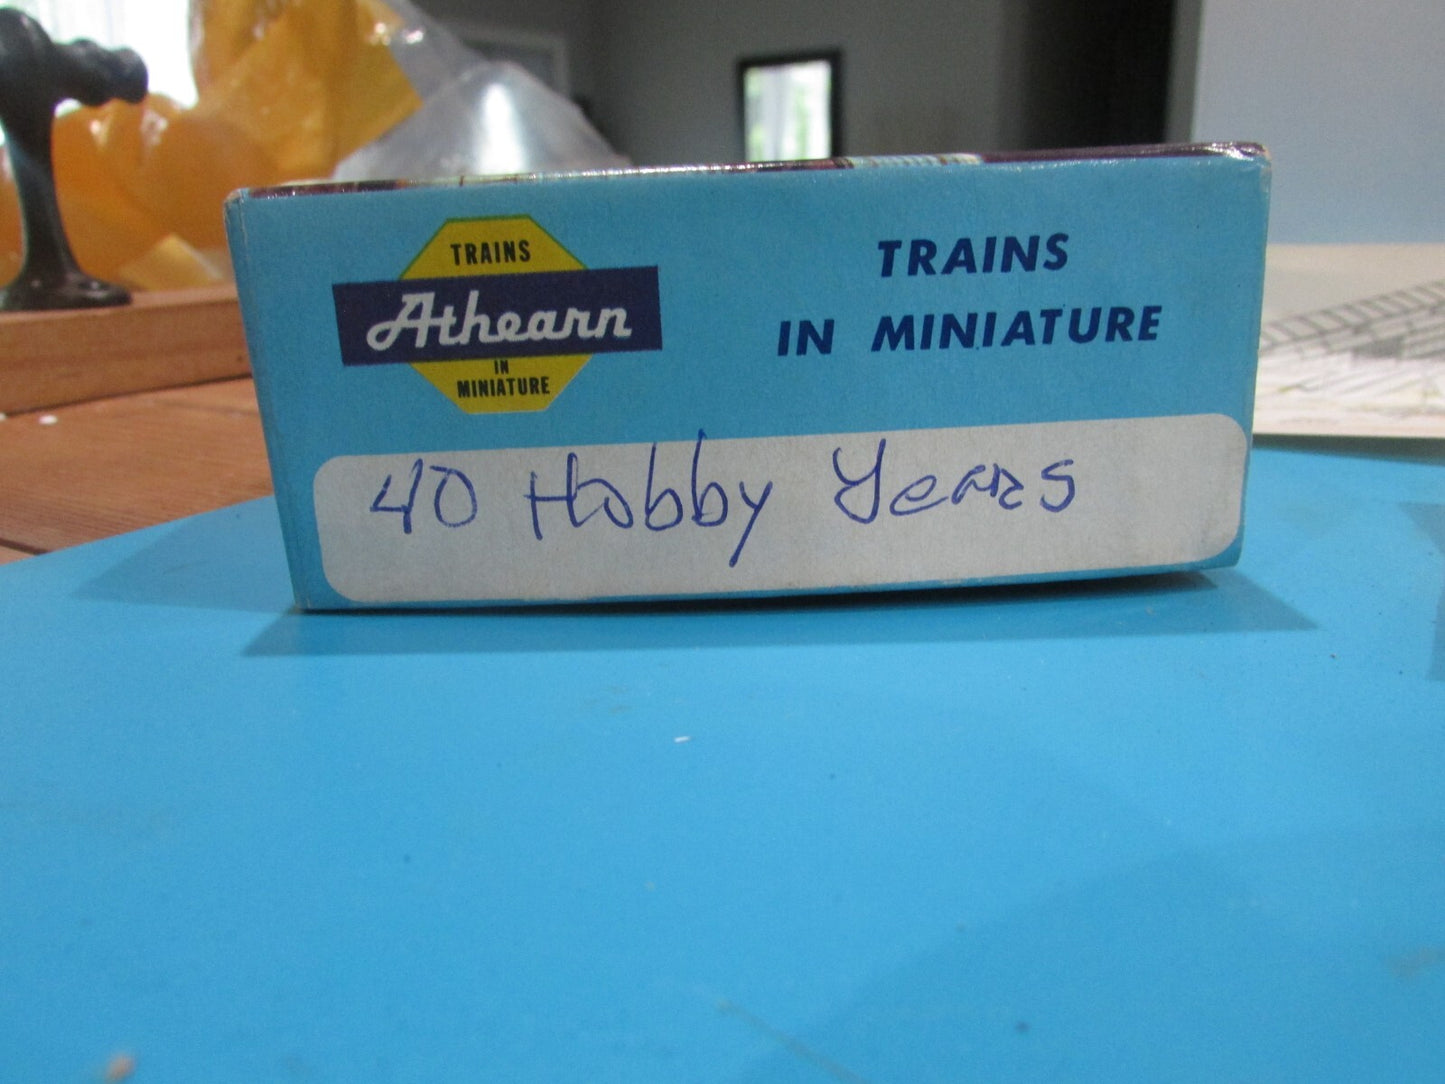 TRAINS
Athearn
IN
MINIATURE
TRAINS
IN MINIATURE
40 Hobby Years